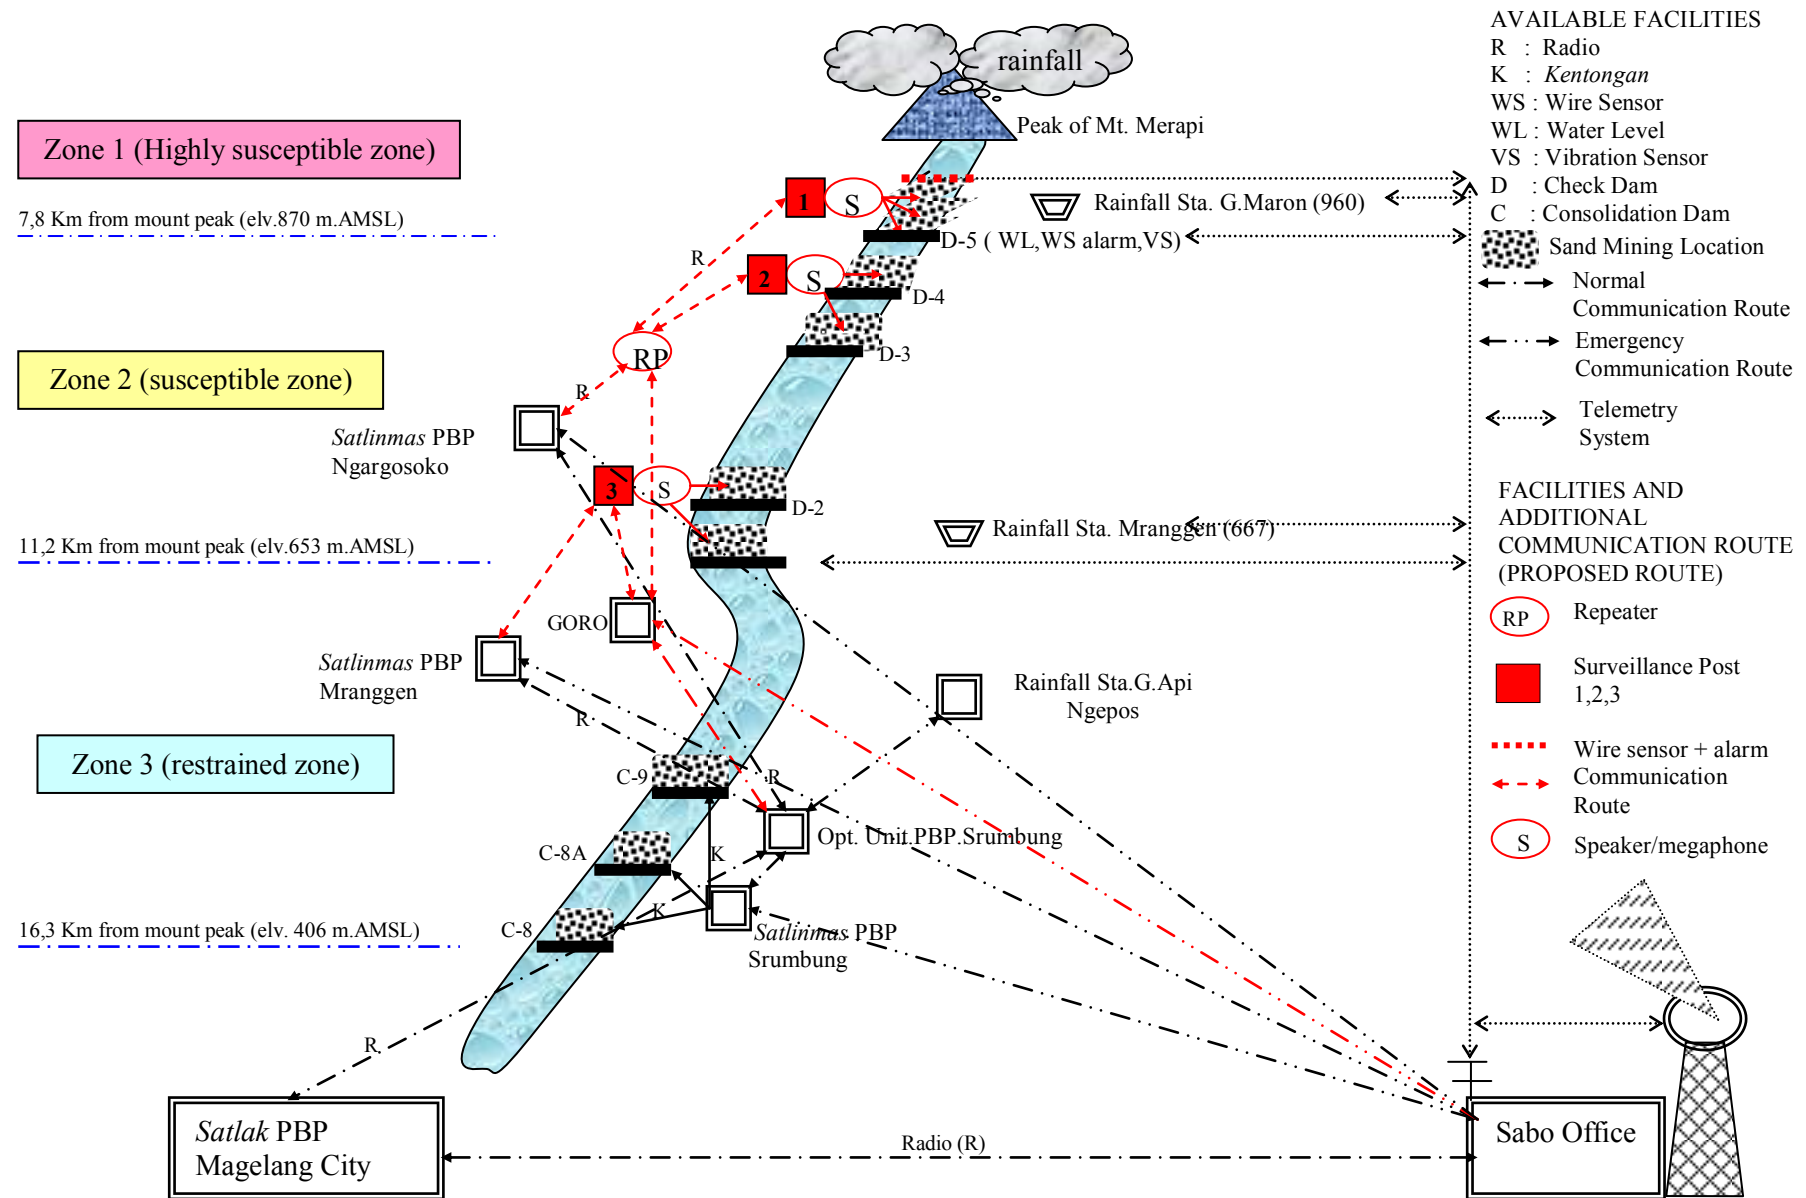 rainfall
Peak of Mt. Merapi
Zone 1 (Highly susceptible zone)
7,8 Km from mount peak (elv.870 m.AMSL)
1
S
Rainfall Sta. G.Maron (960)
D-5 ( WL,WS alarm,VS)
R
2
S
D-4
D-3
RP
Zone 2 (susceptible zone)
R
Satlinmas PBP
Ngargosoko
3
S
D-2
Rainfall Sta. Mranggen (667)
11,2 Km from mount peak (elv.653 m.AMSL)
GORO
Satlinmas PBP
Mranggen
R
Rainfall Sta.G.Api
Ngepos
Zone 3 (restrained zone)
C-9
R
Opt. Unit.PBP.Srumbung
C-8A
K
K
C-8
16,3 Km from mount peak (elv. 406 m.AMSL)
Satlinmas PBP
Srumbung
R
Satlak PBP
Magelang City
Radio (R)
Sabo Office
AVAILABLE FACILITIES
R : Radio
K : Kentongan
WS : Wire Sensor
WL : Water Level
VS : Vibration Sensor
D : Check Dam
C : Consolidation Dam
Sand Mining Location
Normal
Communication Route
Emergency
Communication Route
Telemetry
System
FACILITIES AND
ADDITIONAL
COMMUNICATION ROUTE
(PROPOSED ROUTE)
RP
Repeater
Surveillance Post
1,2,3
Wire sensor + alarm
Communication
Route
S
Speaker/megaphone